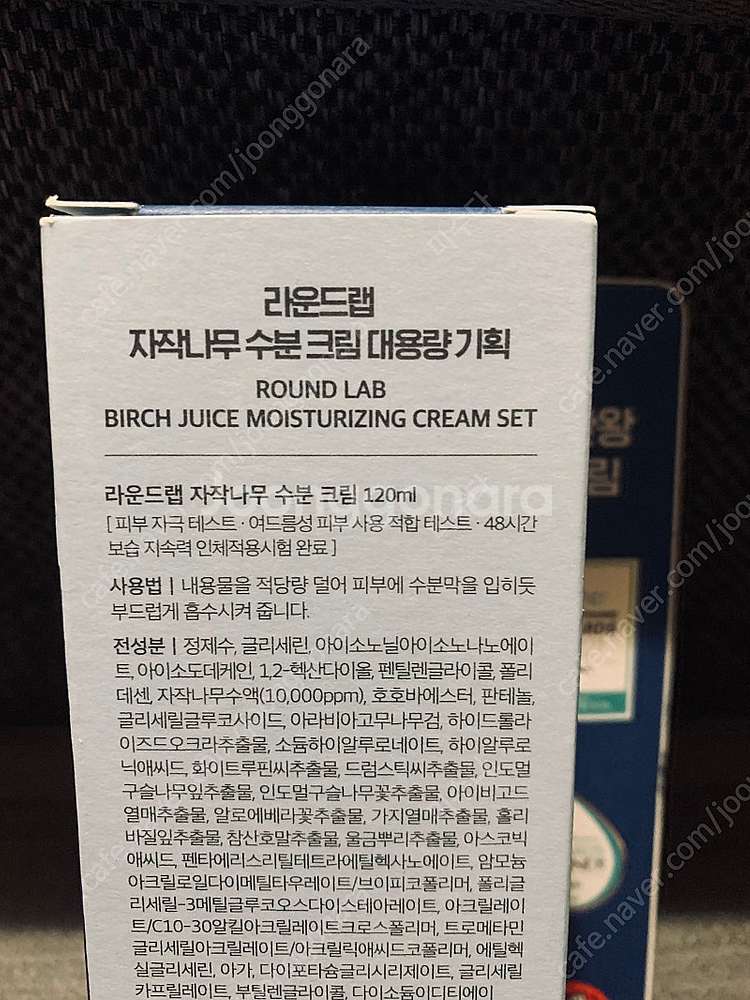 라운드랩
자작나무 수분 크림 대용량 기획
ROUND LAB
BIRCH JUICE MOISTURIZING CREAM SET
라운드랩 자작나무 수분 크림 120ml
[ 피부 자극 테스트 · 여드름성 피부 사용 적합 테스트 · 48시간
보습 지속력 인체적용시험 완료 ]
사용법 | 내용물을 적당량 덜어 피부에 수분막을 입히듯
부드럽게 흡수시켜 줍니다.
전성분 | 정제수, 글리세린, 아이소노닐아이소노나노에이
트, 아이소도데케인, 1,2-헥산다이올, 펜틸렌글라이콜, 폴리
데센, 자작나무수액(10,000ppm), 호호바에스터, 판테놀,
글리세릴글루코사이드, 아라비아고무나무검, 하이드롤라
이즈드오크라추출물, 소듐하이알루로네이트, 하이알루로
닉애씨드, 화이트루핀씨추출물, 드럼스틱씨추출물, 인도멀
구슬나무잎추출물, 인도멀구슬나무꽃추출물, 아이비고드
열매추출물, 알로에베라꽃추출물, 가지열매추출물, 홀리
바질잎추출물, 참산호말추출물, 울금뿌리추출물, 아스코빅
애씨드, 펜타에리스리틸테트라에틸헥사노에이트, 암모늄
아크릴로일다이메틸타우레이트/브이피코폴리머, 폴리글
리세릴-3메틸글루코오스다이스테아레이트, 아크릴레이
트/C10-30알킬아크릴레이트크로스폴리머, 트로메타민
글리세릴아크릴레이트/아크릴릭애씨드코폴리머, 에틸헥
실글리세린, 아가, 다이포타슘글리시리제이트, 글리세릴
카프릴레이트, 부틸렌글라이콜, 다이소듐이디티에이
왕
림
Joonggonara
cafe.naver.com/joonggonara